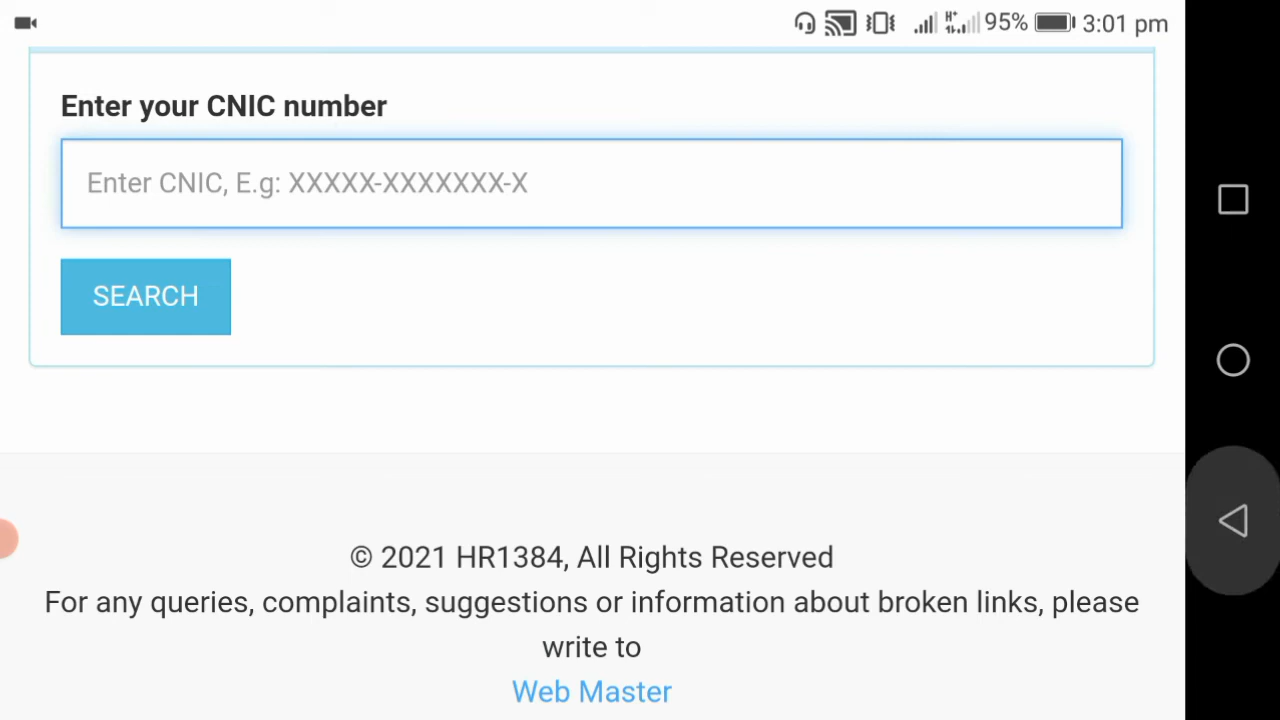 H+ 95% 3:01 pm
Enter your CNIC number
Enter CNIC, E.g: XXXXX-XXXXXXX-X
SEARCH
© 2021 HR1384, All Rights Reserved
For any queries, complaints, suggestions or information about broken links, please
write to
Web Master